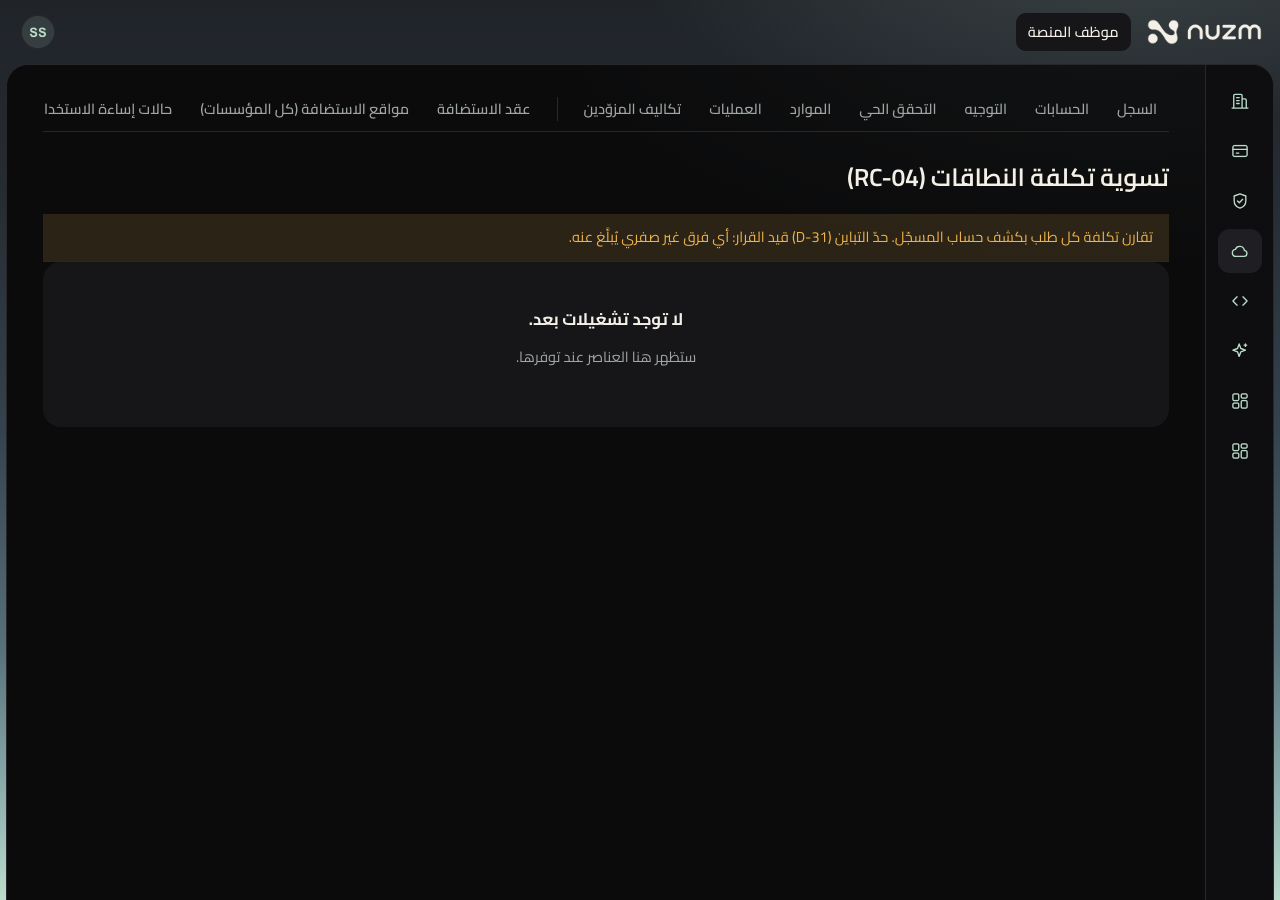 nuzm
موظف المنصة
SS
السجل
الحسابات
التوجيه
التحقق الحي
الموارد
العمليات
تكاليف المزوّدين
عقد الاستضافة
مواقع الاستضافة (كل المؤسسات)
حالات إساءة الاستخدا
تسوية تكلفة النطاقات (RC-04)
تقارن تكلفة كل طلب بكشف حساب المسجّل. حدّ التباين (D-31) قيد القرار: أي فرق غير صفري يُبلَّغ عنه.
لا توجد تشغيلات بعد.
ستظهر هنا العناصر عند توفرها.